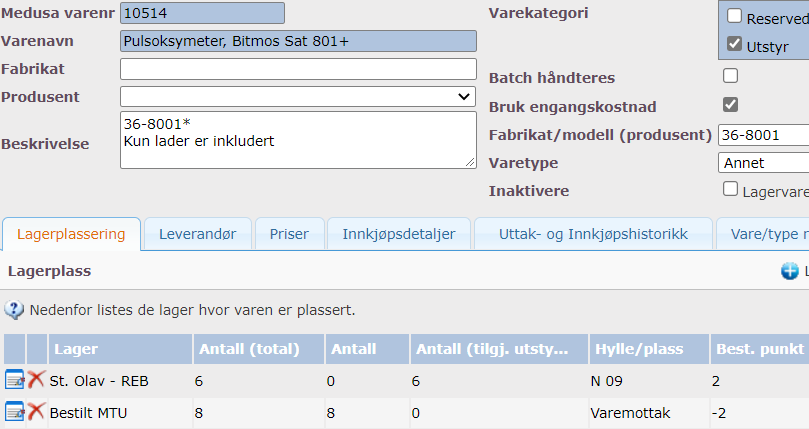 Medusa varenr 10514
Varenavn Pulsoksymeter, Bitmos Sat 801+
Fabrikat
Produsent
Beskrivelse 36-8001*
Kun lader er inkludert
Varekategori Reserved
Utstyr
Batch håndteres
Bruk engangskostnad
Fabrikat/modell (produsent) 36-8001
Varetype Annet
Inaktivere Lagervare
Lagerplassering Leverandør Priser Innkjøpsdetaljer Uttak- og Innkjøpshistorikk Vare/type r
Lagerplass L
Nedenfor listes de lager hvor varen er plassert.
Lager Antall (total) Antall Antall (tilgj. utsty... Hylle/plass Best. punkt
St. Olav - REB 6 0 6 N 09 2
Bestilt MTU 8 8 0 Varemottak -2